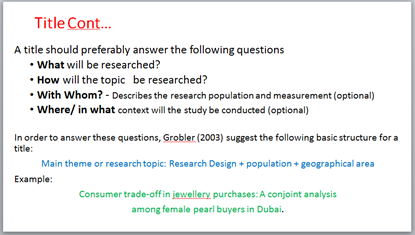 Title Cont...
A title should preferably answer the following questions
• What will be researched?
• How will the topic be researched?
• With Whom? - Describes the research population and measurement (optional)
• Where/ in what context will the study be conducted (optional)
In order to answer these questions, Grobler (2003) suggest the following basic structure for a
title:
Main theme or research topic: Research Design + population + geographical area
Example:
Consumer trade-off in jewellery purchases: A conjoint analysis
among female pearl buyers in Dubai.